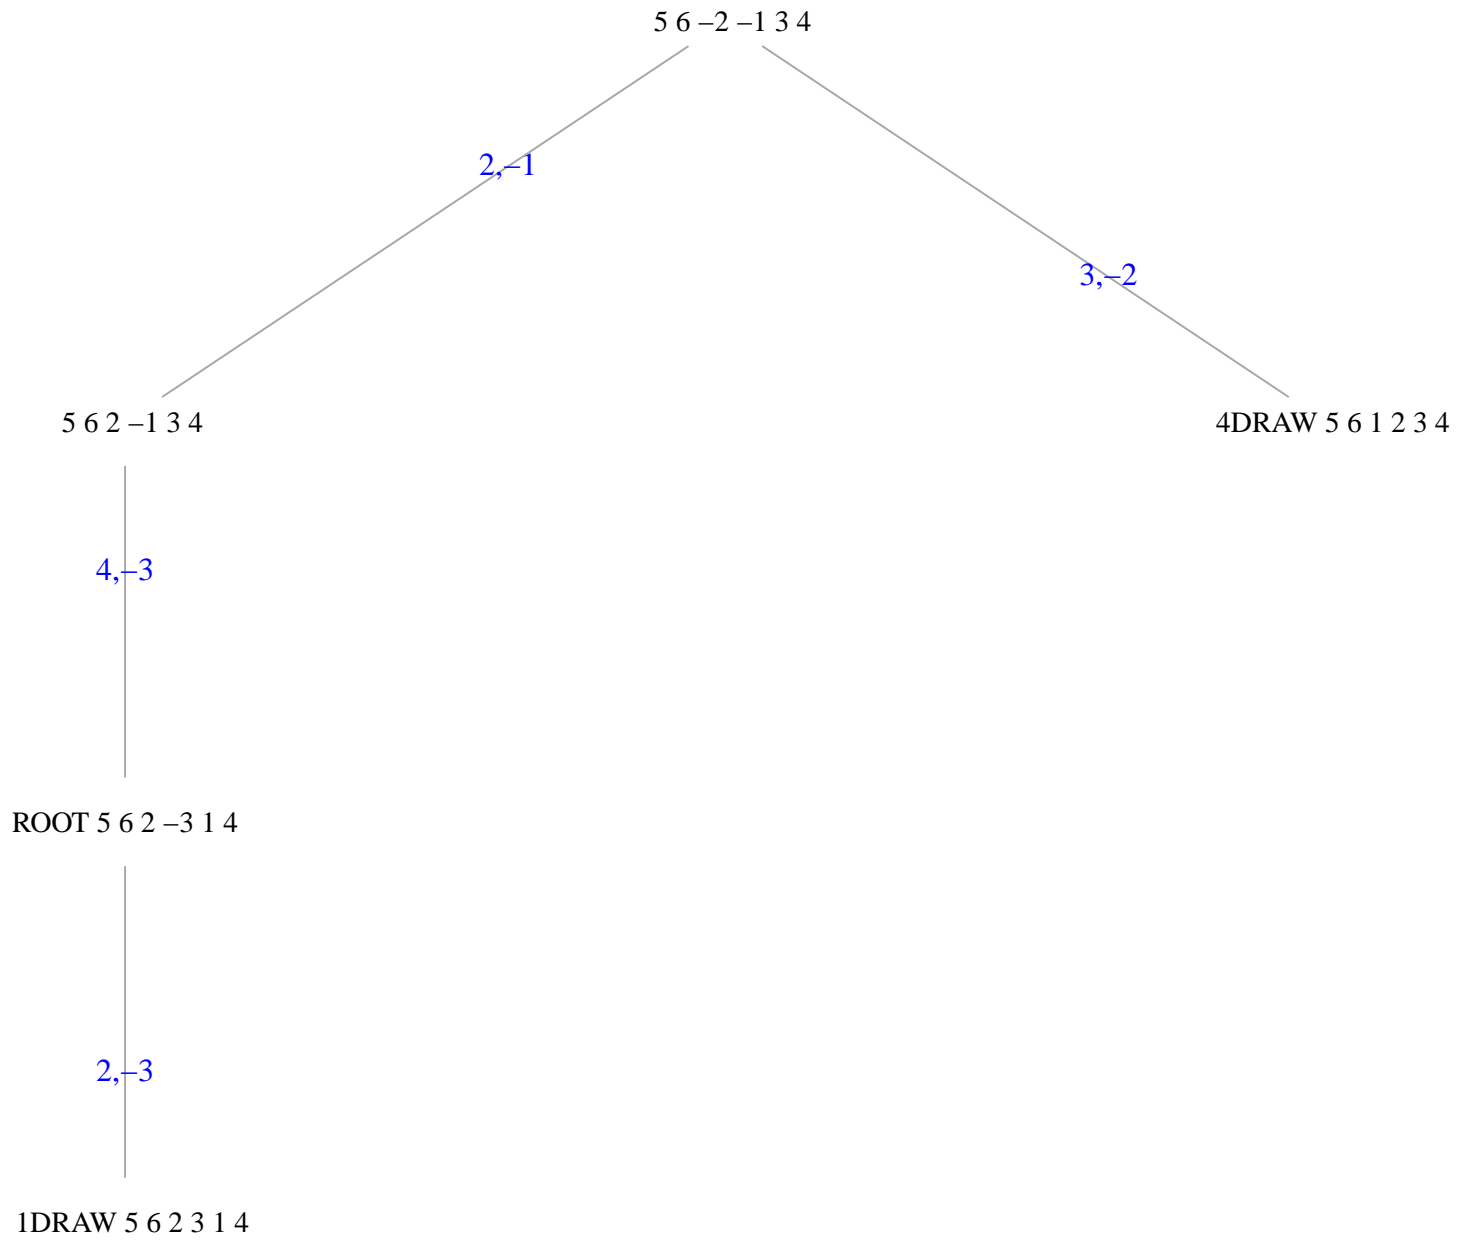 5 6 –2 –1 3 4
2,–1
3,–2
5 6 2 –1 3 4
4DRAW 5 6 1 2 3 4
4,–3
ROOT 5 6 2 –3 1 4
2,–3
1DRAW 5 6 2 3 1 4